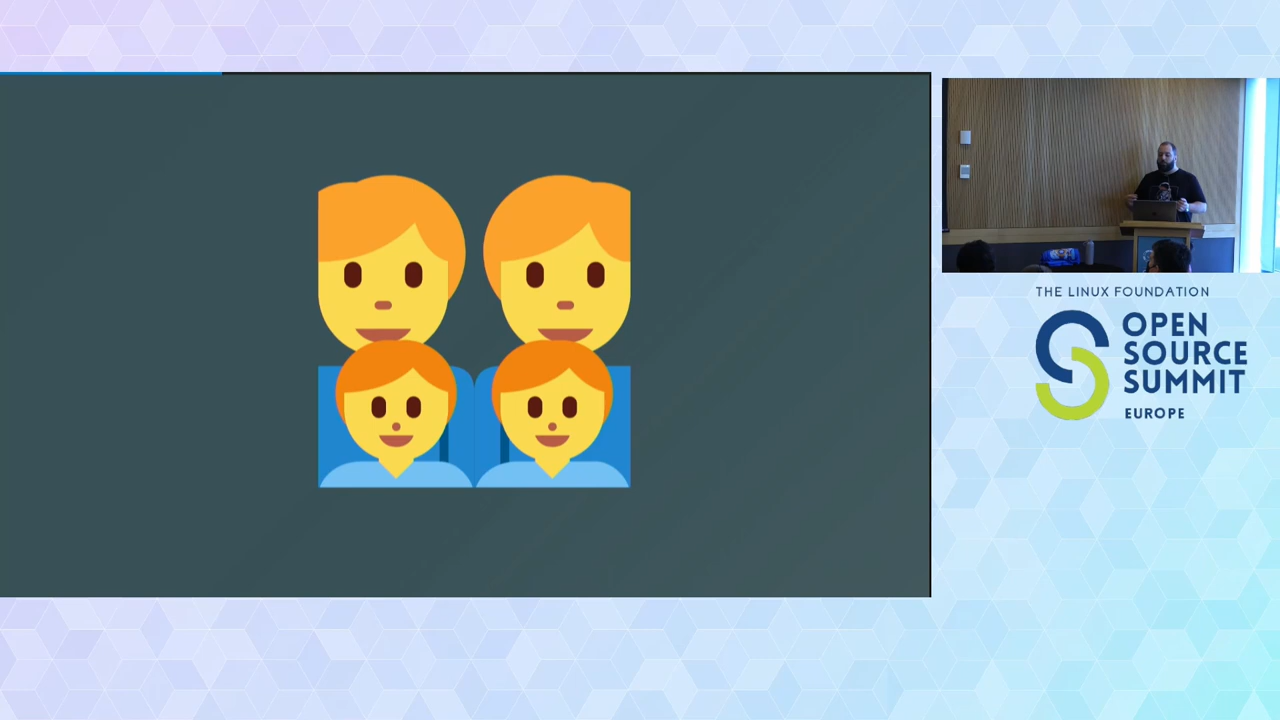 THE LINUX FOUNDATION
OPEN
SOURCE
SUMMIT
EUROPE